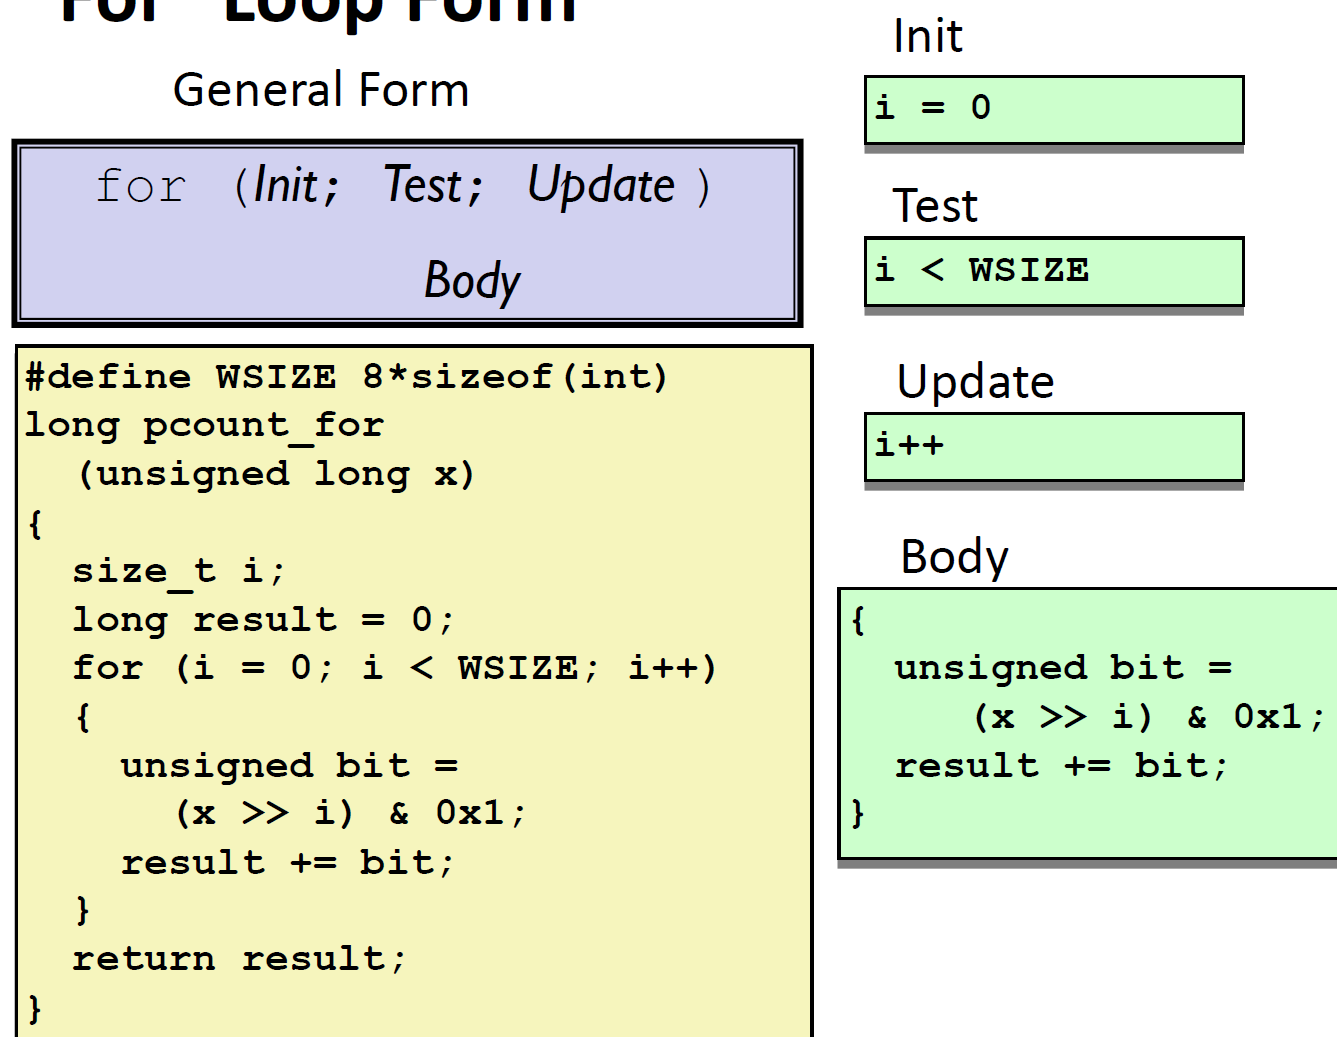 For" Loop Form
General Form
for (Init; Test; Update )
Body
#define WSIZE 8*sizeof(int)
long pcount_for
(unsigned long x)
{
size_t i;
long result = 0;
for (i = 0; i < WSIZE; i++)
{
unsigned bit =
(x >> i) & 0x1;
result += bit;
}
return result;
}
Init
i = 0
Test
i < WSIZE
Update
i++
Body
{
unsigned bit =
(x >> i) & 0x1;
result += bit;
}